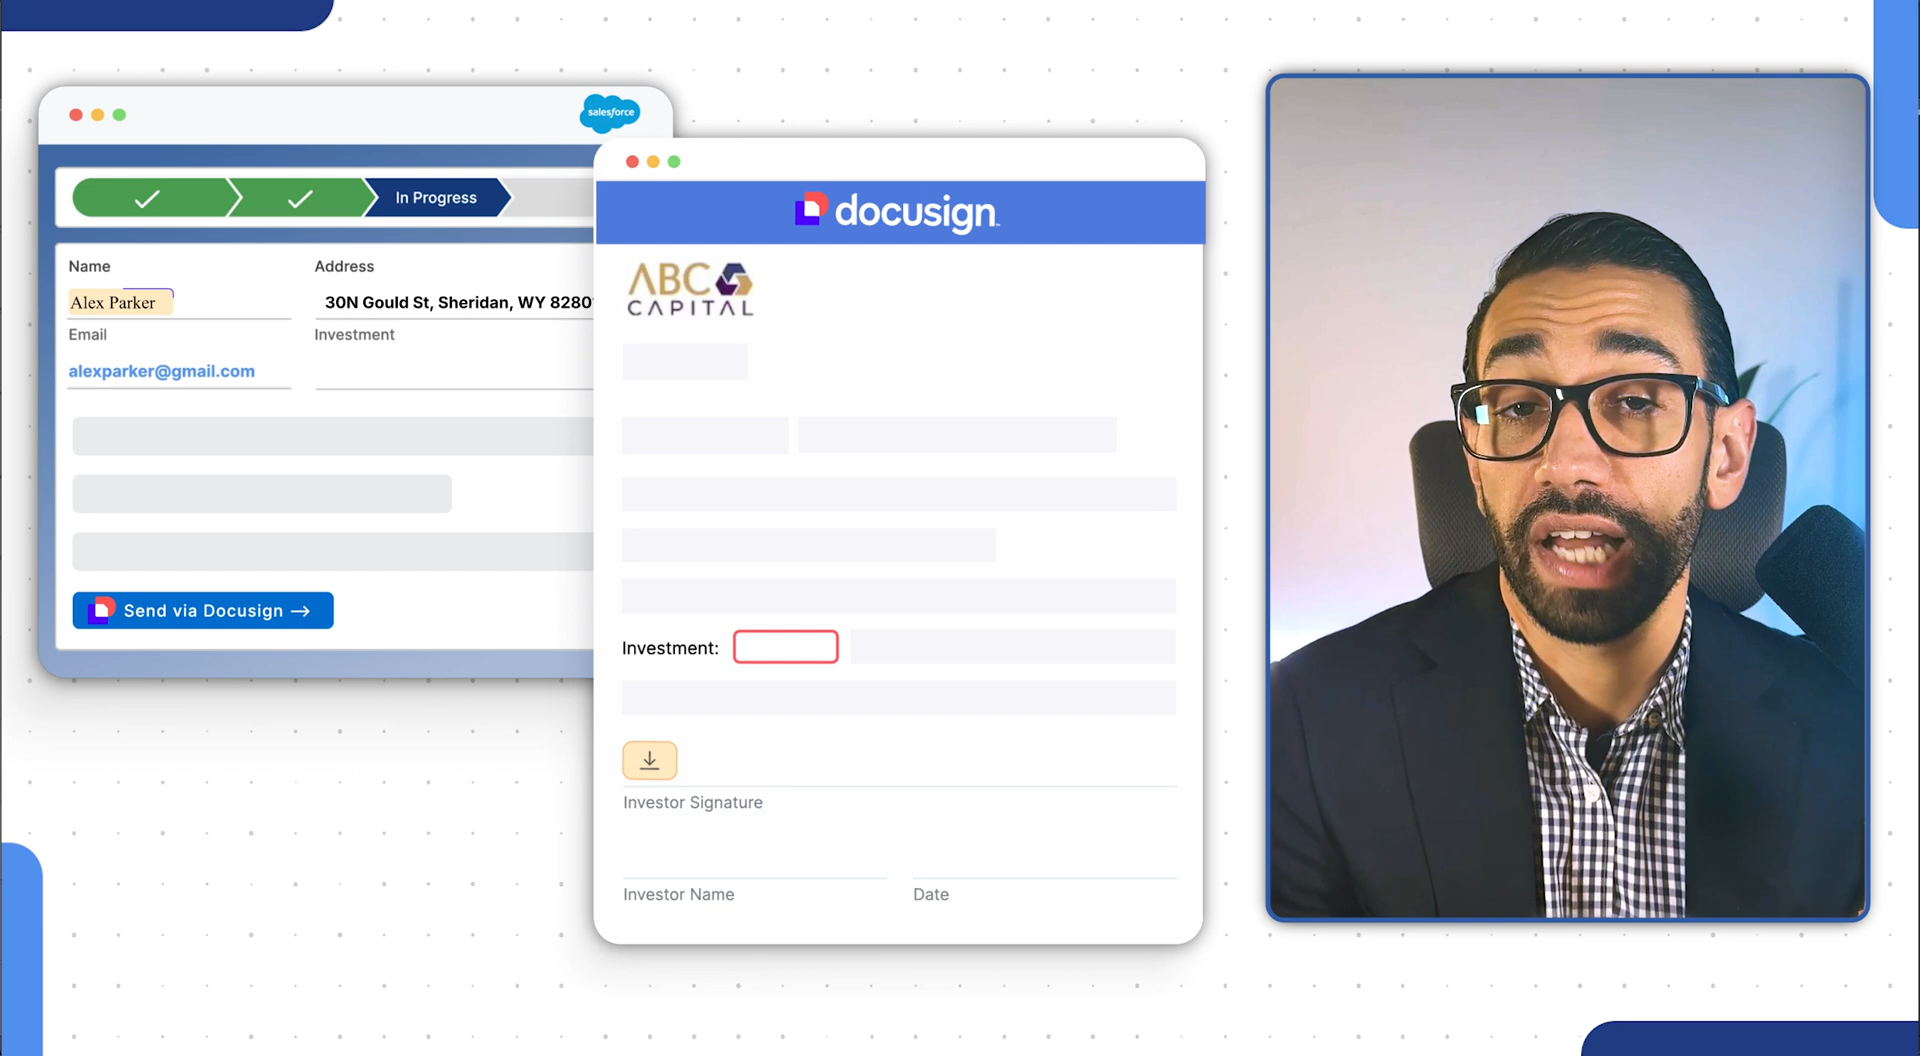 salesforce
In Progress
Name
Address
Alex Parker
30N Gould St, Sheridan, WY 8280
Email
Investment
alexparker@gmail.com
Send via Docusign →
docusign
ABC
CAPITAL
Investment:
Investor Signature
Investor Name
Date